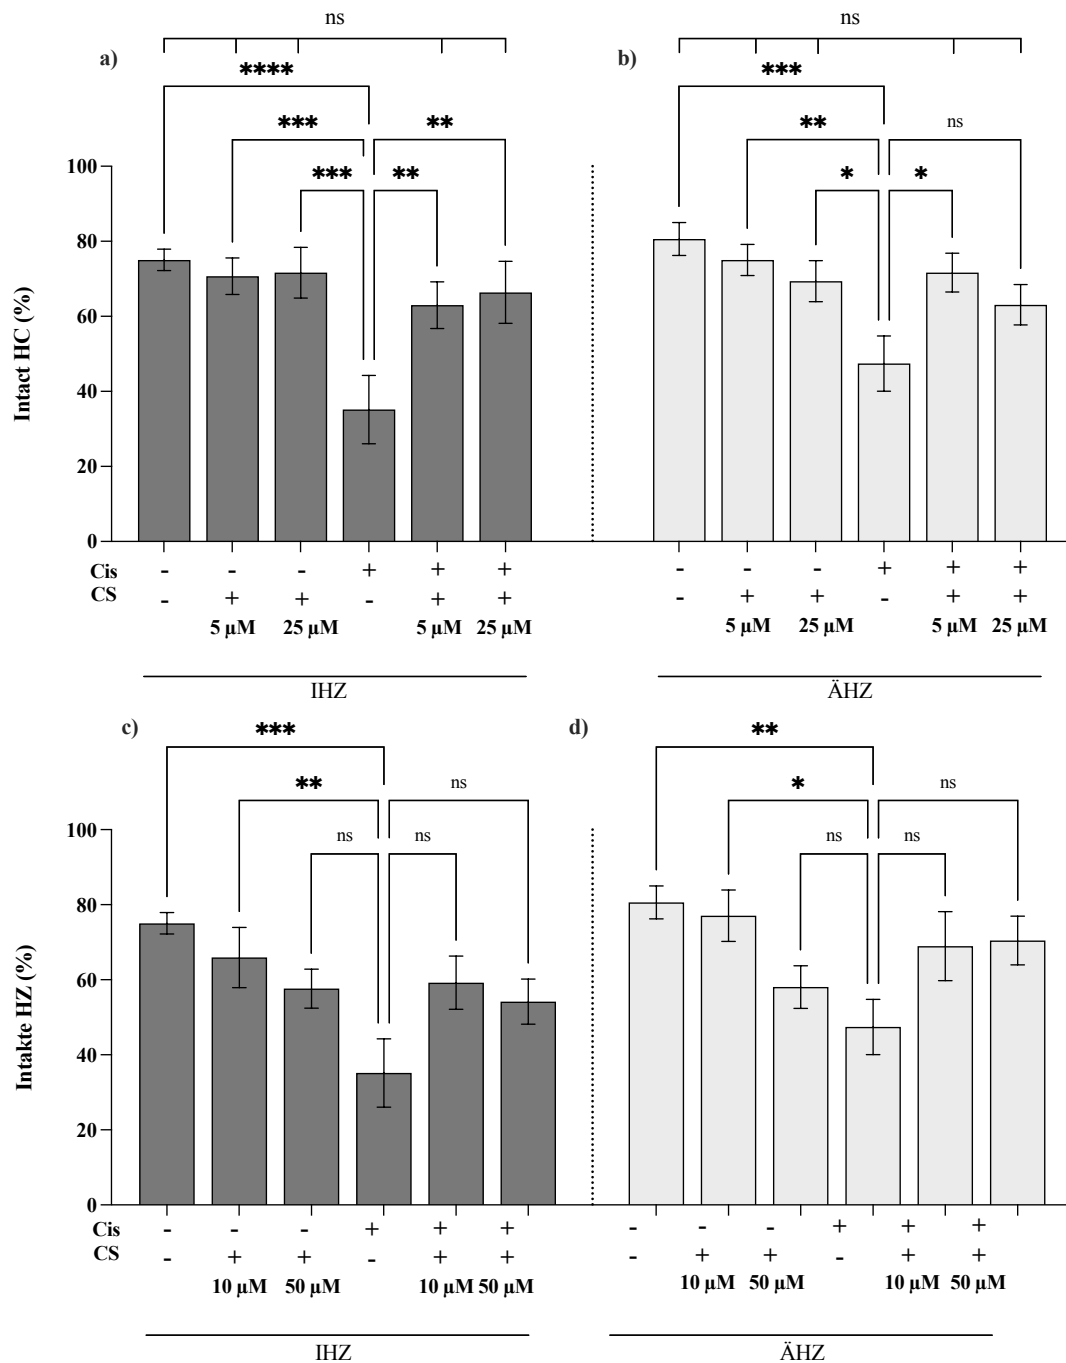 ns ns
a) b)
**** ***
*** ** ** ns
*** ** * *
100
80
60
40
20
0
Intact HC (%)
Cis - - - + + + - - - + + +
CS - + + - + + - + + - + +
5 µM 25 µM 5 µM 25 µM 5 µM 25 µM 5 µM 25 µM
IHZ ÄHZ
c) d)
*** **
** ns * ns
ns ns ns ns
100
80
60
40
20
0
Intakte HZ (%)
Cis - - - + + + - - - + + +
CS - + + - + + - + + - + +
10 µM 50 µM 10 µM 50 µM 10 µM 50 µM 10 µM 50 µM
IHZ ÄHZ